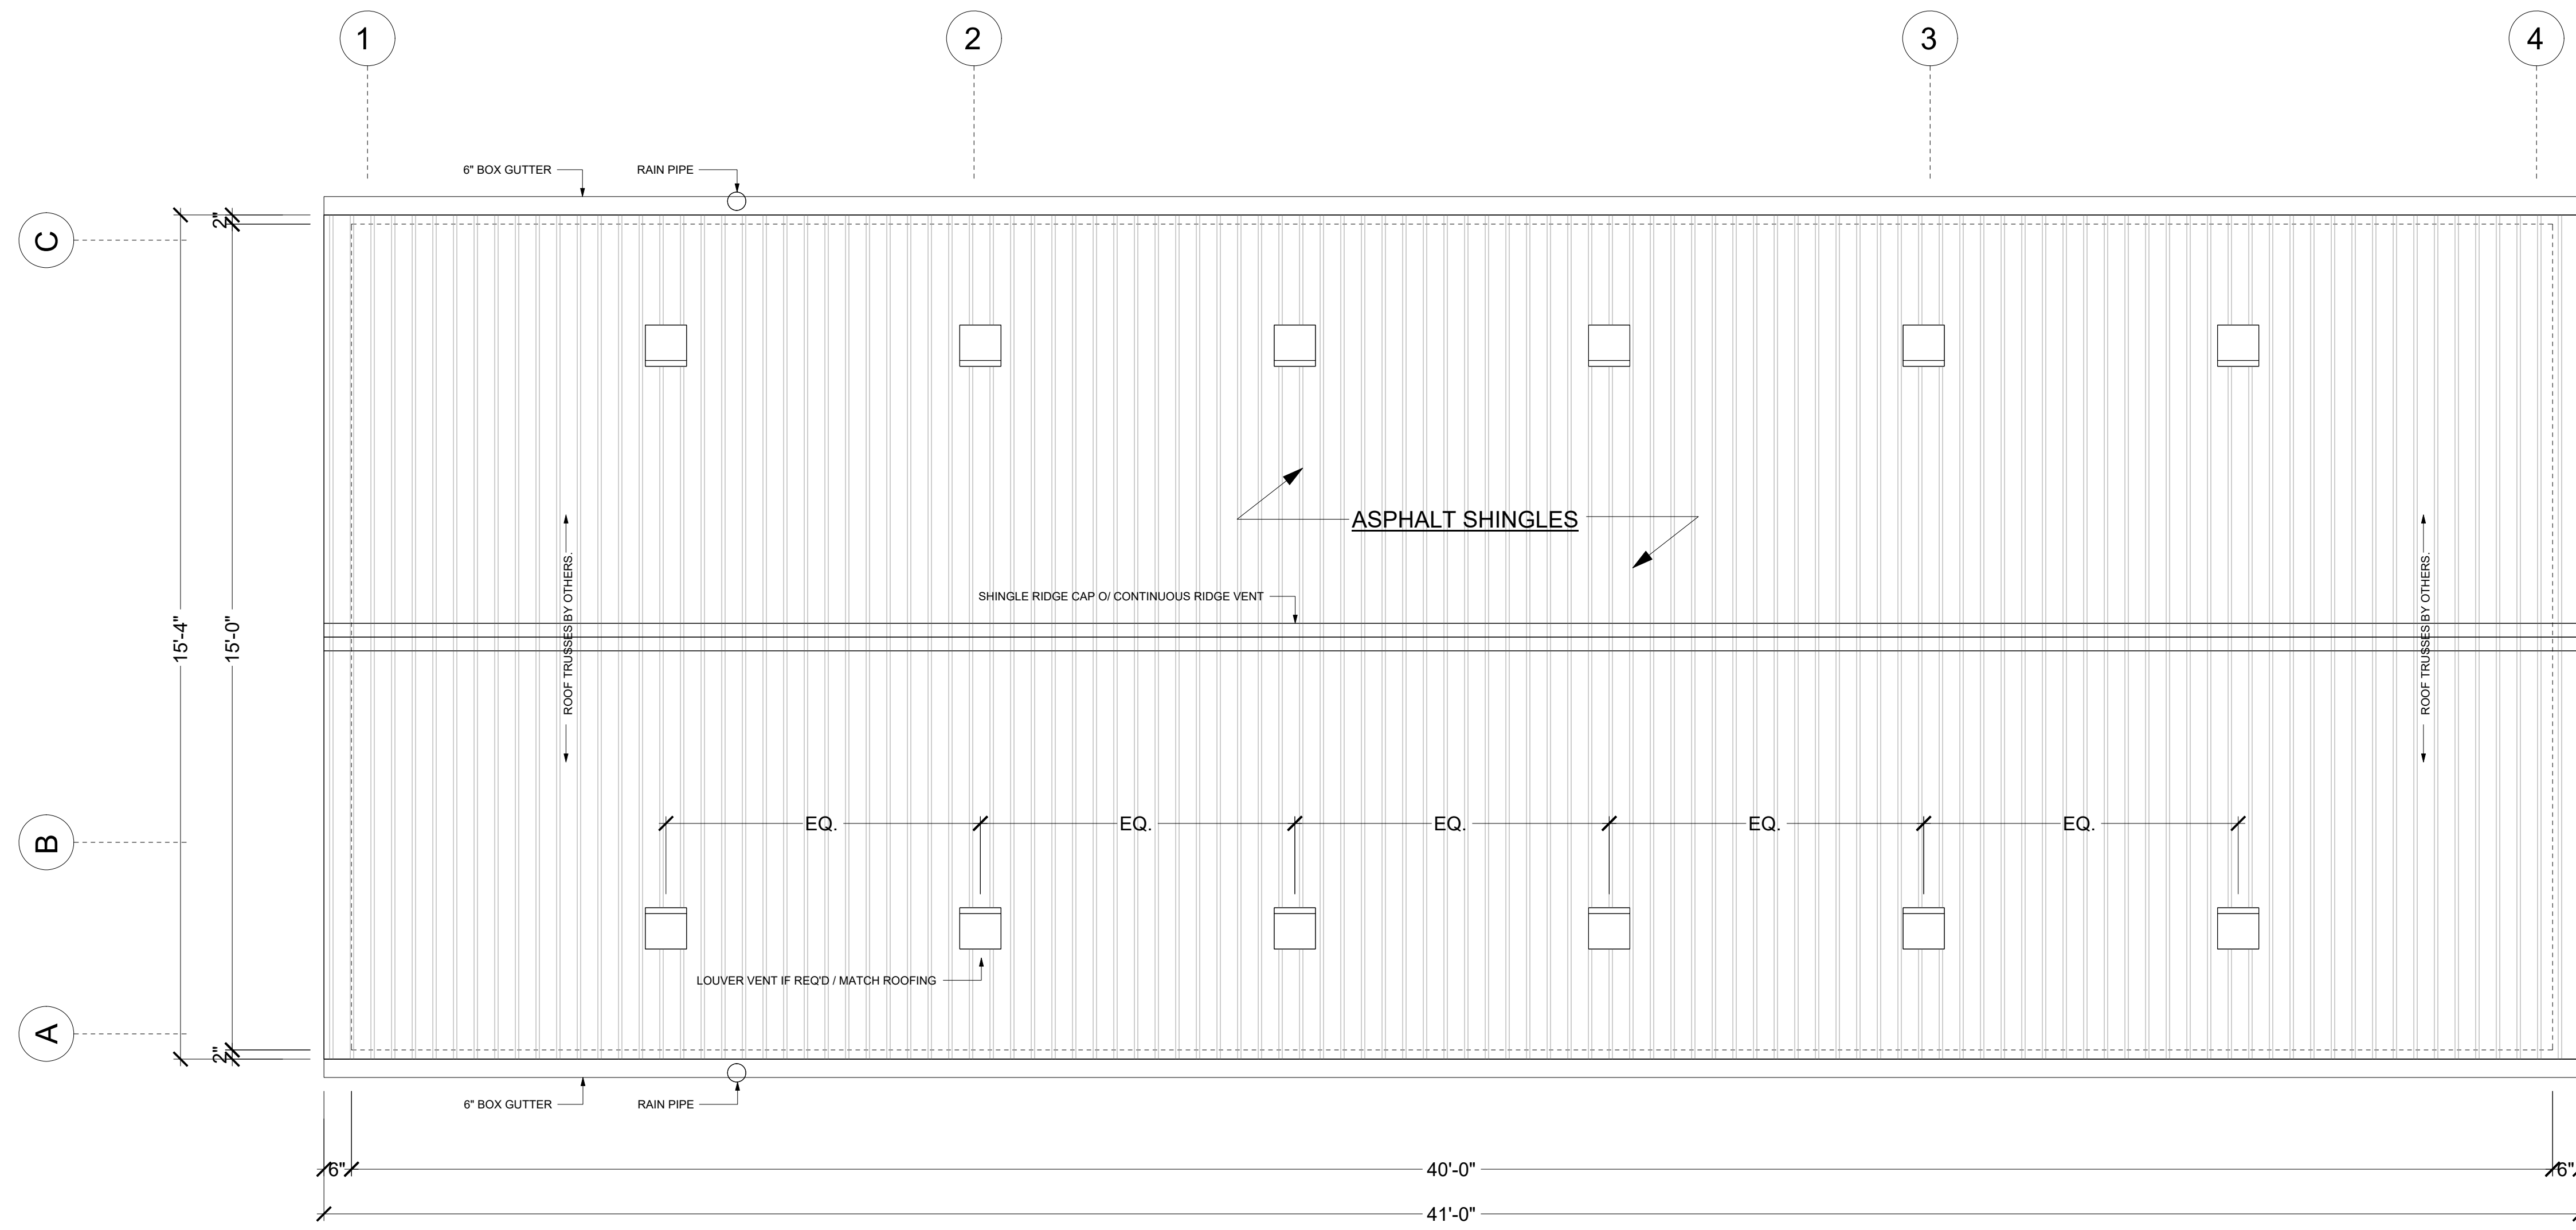 1
2
3
4
6" BOX GUTTER
RAIN PIPE
C
2"
ASPHALT SHINGLES
SHINGLE RIDGE CAP O/ CONTINUOUS RIDGE VENT
ROOF TRUSSES BY OTHERS.
ROOF TRUSSES BY OTHERS.
15'-4"
15'-0"
B
EQ.
EQ.
EQ.
EQ.
EQ.
LOUVER VENT IF REQ'D / MATCH ROOFING
A
2"
6" BOX GUTTER
RAIN PIPE
6"
40'-0"
6"
41'-0"